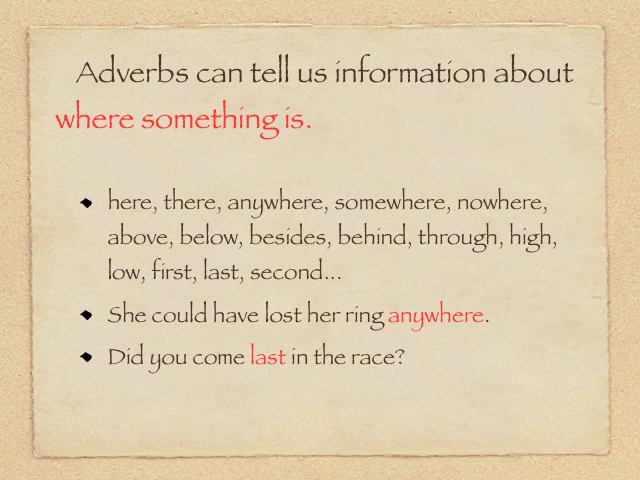 Adverbs can tell us information about
where something is.
here, there, anywhere, somewhere, nowhere,
above, below, besides, behind, through, high,
low, first, last, second...
She could have lost her ring anywhere.
Did you come last in the race?